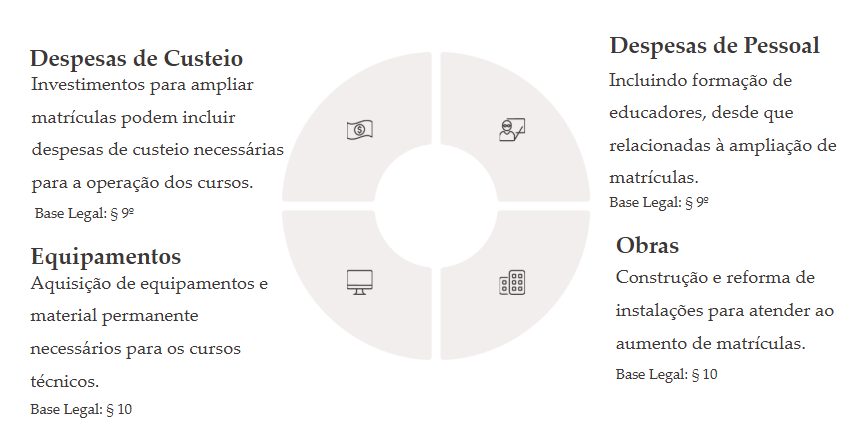 Despesas de Custeio
Investimentos para ampliar
matrículas podem incluir
despesas de custeio necessárias
para a operação dos cursos.
Base Legal: § 9º
Despesas de Pessoal
Incluindo formação de
educadores, desde que
relacionadas à ampliação de
matrículas.
Base Legal: § 9º
Equipamentos
Aquisição de equipamentos e
material permanente
necessários para os cursos
técnicos.
Base Legal: § 10
Obras
Construção e reforma de
instalações para atender ao
aumento de matrículas.
Base Legal: § 10